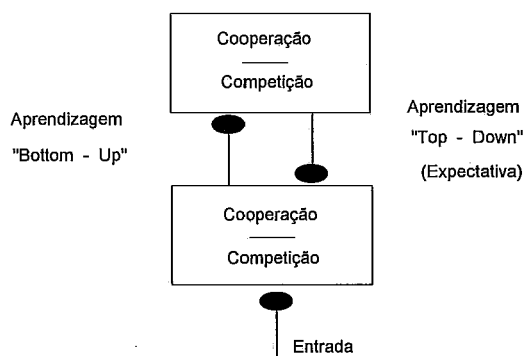 Cooperação
Competição
Aprendizagem
"Bottom - Up"
Aprendizagem
"Top - Down"
(Expectativa)
Cooperação
Competição
Entrada